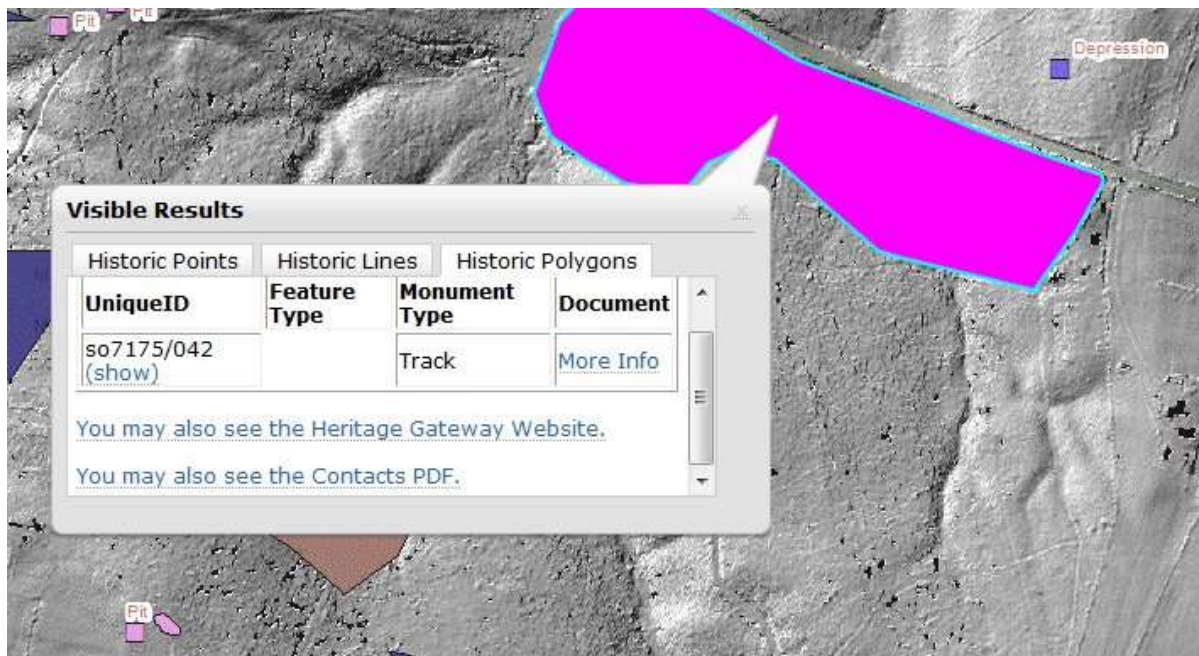 Pit
Pit
Depression
Visible Results
Historic Points Historic Lines Historic Polygons
UniqueID Feature Type Monument Type Document
so7175/042 (show) Track More Info
You may also see the Heritage Gateway Website.
You may also see the Contacts PDF.
Pit